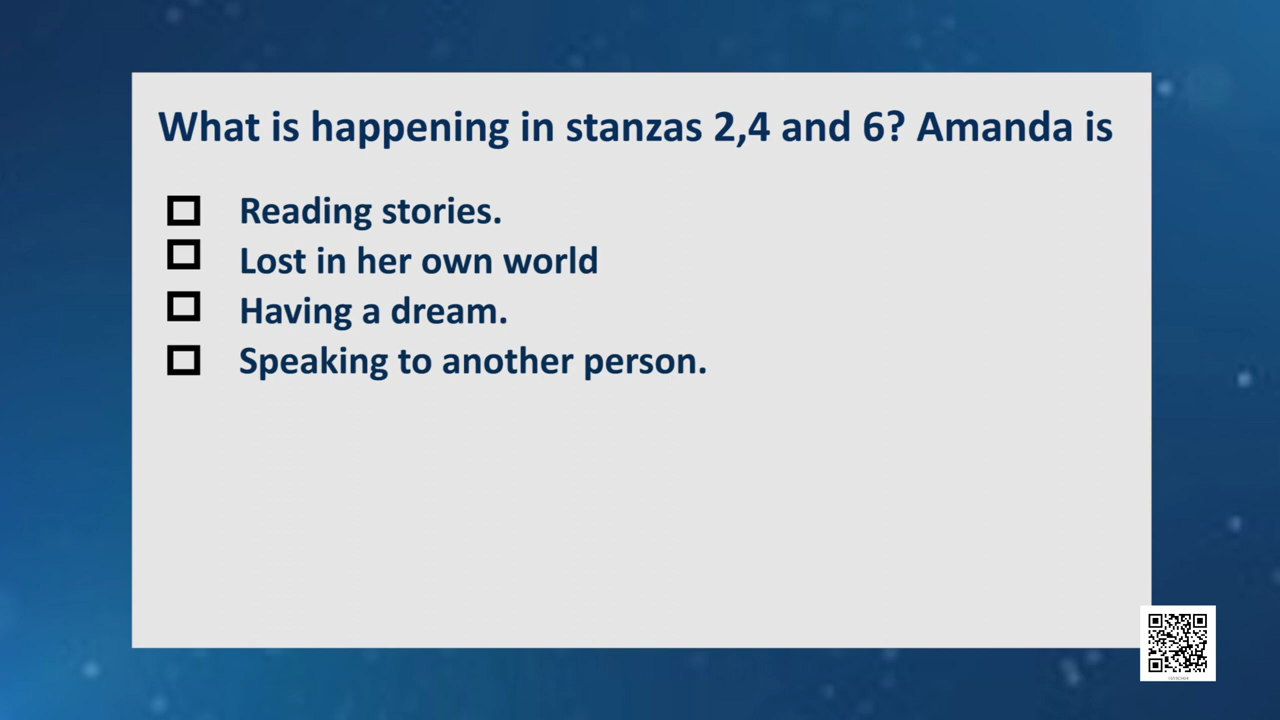 What is happening in stanzas 2,4 and 6? Amanda is
Reading stories.
Lost in her own world
Having a dream.
Speaking to another person.